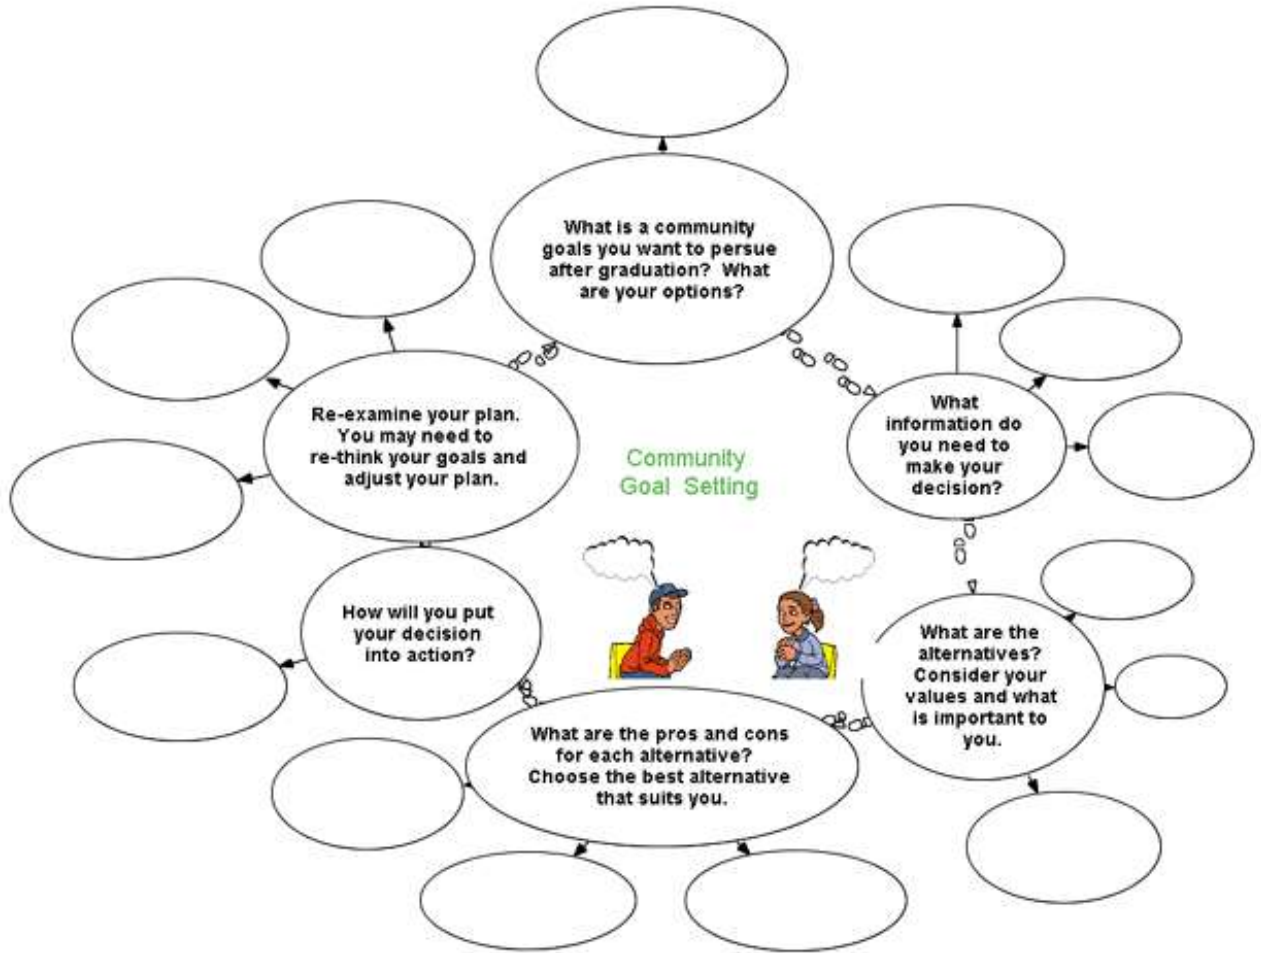 What is a community
goals you want to persue
after graduation? What
are your options?
What
information do
you need to
make your
decision?
What are the
alternatives?
Consider your
values and what
is important to
you.
What are the pros and cons
for each alternative?
Choose the best alternative
that suits you.
How will you put
your decision
into action?
Re-examine your plan.
You may need to
re-think your goals and
adjust your plan.
Community
Goal Setting